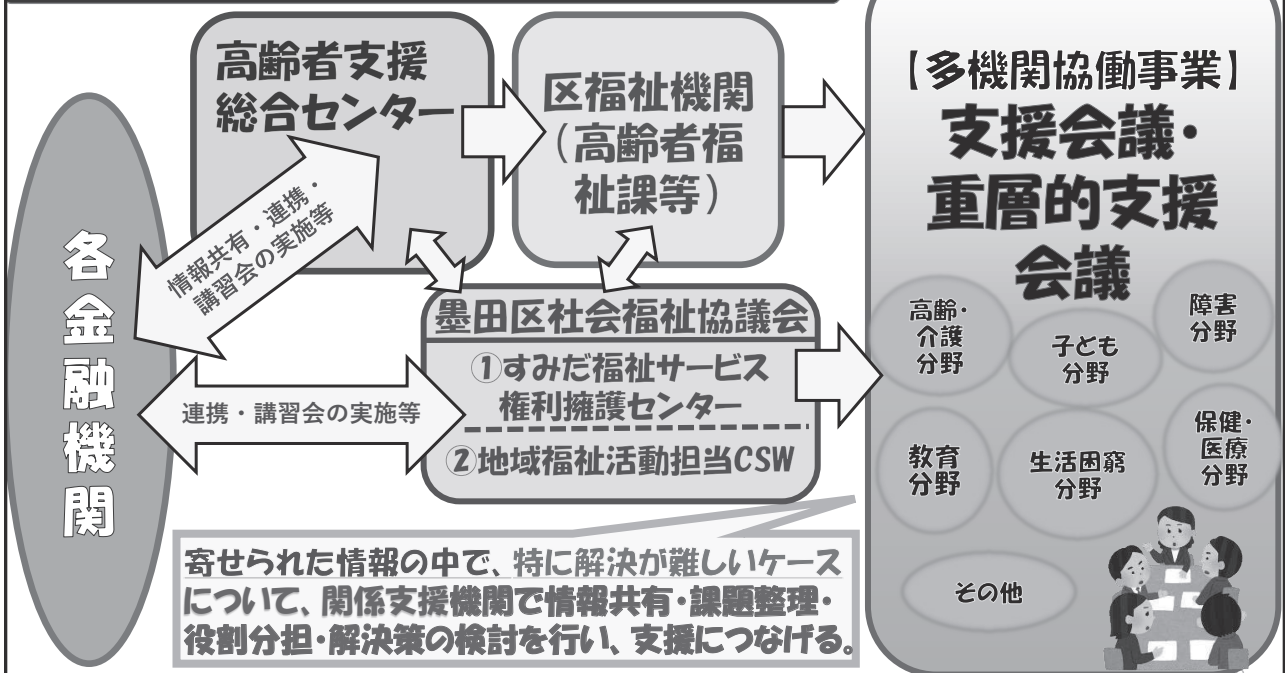 高齢者支援
総合センター
区福祉機関
(高齢者福
祉課等)
【多機関協働事業】
支援会議・
重層的支援
会議
各金融機関
情報共有・連携・
講習会の実施等
連携・講習会の実施等
墨田区社会福祉協議会
①すみだ福祉サービス
権利擁護センター
②地域福祉活動担当CSW
高齢・
介護
分野
子ども
分野
障害
分野
教育
分野
生活困窮
分野
保健・
医療
分野
その他
寄せられた情報の中で、特に解決が難しいケース
について、関係支援機関で情報共有・課題整理・
役割分担・解決策の検討を行い、支援につなげる。